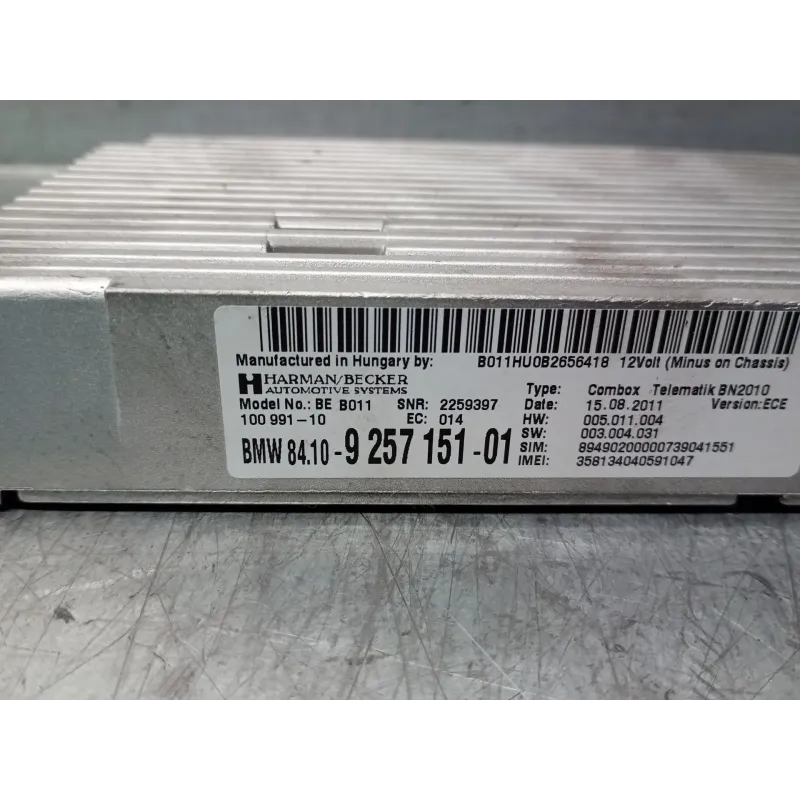 Manufactured in Hungary by: B011HU0B2656418 12Volt (Minus on Chassis)
HARMAN/BECKER
AUTOMOTIVE SYSTEMS
Type: Combox Telematik BN2010
Model No.: BE B011 SNR: 2259397 Date: 15.08.2011 Version:ECE
100 991-10 EC: 014 HW: 005.011.004
SW: 003.004.031
BMW 84.10-9 257 151-01
SIM: 89490200000739041551
IMEI: 358134040591047